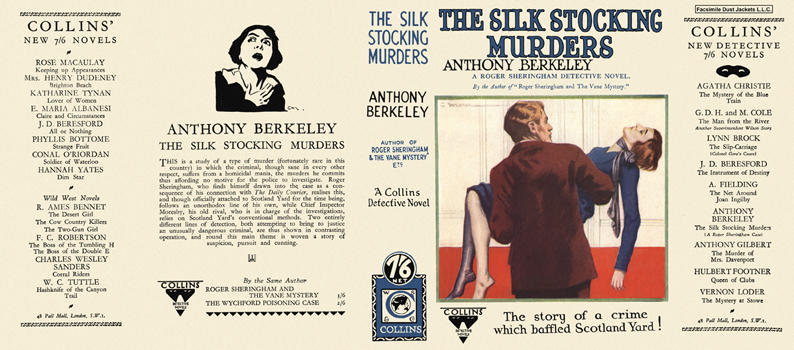 COLLINS'
NEW 7/6 NOVELS
ROSE MACAULAY
Keeping up Appearances
Mrs. HENRY DUDENEY
Brighton Beach
KATHARINE TYNAN
Lover of Women
E. MARIA ALBANESI
Claire and Circumstances
J. D. BERESFORD
All or Nothing
PHYLLIS BOTTOME
Strange Fruit
CONAL O'RIORDAN
Soldier of Waterloo
HANNAH YATES
Dim Star
Wild West Novels
R. AMES BENNET
The Desert Girl
The Cow Country Killers
The Two-Gun Girl
F. C. ROBERTSON
The Boss of the Tumbling H
The Boss of the Double E
CHARLES WESLEY
SANDERS
Corral Riders
W. C. TUTTLE
Hashknife of the Canyon
Trail
48 Pall Mall, London, S.W.1.
ANTHONY BERKELEY
THE SILK STOCKING MURDERS
THIS is a study of a type of murder (fortunately rare in this
country) in which the criminal, though sane in every other
respect, suffers from a homicidal mania, the murders he commits
thus affording no motive for the police to investigate. Roger
Sheringham, who finds himself drawn into the case as a con-
sequence of his connection with The Daily Courier, realises this,
and though officially attached to Scotland Yard for the time being,
follows an unorthodox line of his own, while Chief Inspector
Moresby, his old rival, who is in charge of the investigations,
relies on Scotland Yard's conventional methods. Two entirely
different lines of detection, both attempting to bring to justice
an unusually dangerous criminal, are thus shown in contrasting
operation, and round this main theme is woven a story of
suspicion, pursuit and cunning.
COLLINS
DETECTIVE
NOVELS
By the Same Author
ROGER SHERINGHAM AND
THE VANE MYSTERY 3/6
THE WYCHFORD POISONING CASE 2/6
THE SILK
STOCKING
MURDERS
ANTHONY
BERKELEY
AUTHOR OF
ROGER SHERINGHAM
& THE VANE MYSTERY
ETC
A Collins
Detective Novel
7/6
NET
W C
S
COLLINS
THE SILK STOCKING
MURDERS
ANTHONY BERKELEY
A ROGER SHERINGHAM DETECTIVE NOVEL.
By the Author of "Roger Sheringham and The Vane Mystery."
COLLINS
DETECTIVE
NOVELS
The story of a crime
which baffled Scotland Yard!
Facsimile Dust Jackets L.L.C.
COLLINS'
NEW DETECTIVE
7/6 NOVELS
AGATHA CHRISTIE
The Mystery of the Blue
Train
G. D. H. and M. COLE
The Man from the River
Another Superintendent Wilson Story
LYNN BROCK
The Slip-Carriage
(Colonel Gore's Cases)
J. D. BERESFORD
The Instrument of Destiny
A. FIELDING
The Net Around
Joan Ingilby
ANTHONY
BERKELEY
The Silk Stocking Murders
(A Roger Sheringham Case)
ANTHONY GILBERT
The Murder of
Mrs. Davenport
HULBERT FOOTNER
Queen of Clubs
VERNON LODER
The Mystery at Stowe
48 Pall Mall, London, S.W.1.